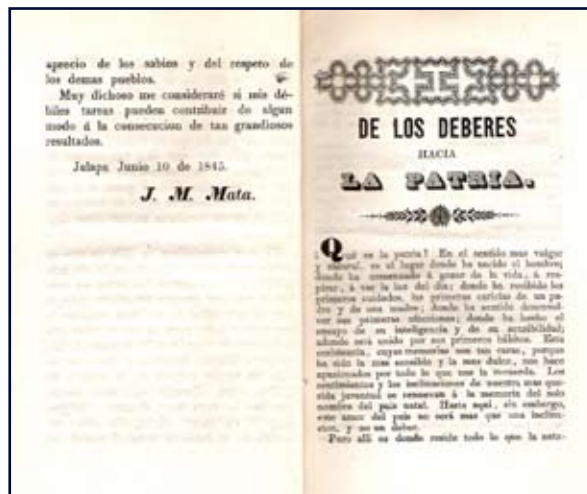 aprecio de los sabios y del respeto de
los demas pueblos.
Muy dichoso me consideraré si mis dé-
biles tareas pueden contribuir de algun
modo á la consecucion de tan grandiosos
resultados.
Jalapa Junio 10 de 1845.
J. M. Mata.
DE LOS DEBERES
HACIA
LA PATRIA.
¿Qué es la patria? En el sentido mas vulgar
y natural, es el lugar donde ha nacido el hombre;
donde ha comenzado á gozar de la vida, á res-
pirar, á ver la luz del dia; donde ha recibido los
primeros cuidados, las primeras caricias de un pa-
dre y de una madre; donde ha sentido desenvol-
ver sus primeras afecciones; donde ha hecho el
ensayo de su inteligencia y de su sensibilidad;
adonde está unido por sus primeros hábitos. Esta
existencia, cuyas memorias son tan caras, porque
ha sido la mas sensible y la mas dulce, nos hace
apasionados por todo lo que nos la recuerda. Los
sentimientos y las inclinaciones de nuestra mas que-
rida juventud se renuevan á la memoria del solo
nombre del pais natal. Hasta aquí, sin embargo,
este amor del pais no será mas que una inclina-
cion, y no un deber.
Pero allí es donde reside todo lo que la natu-